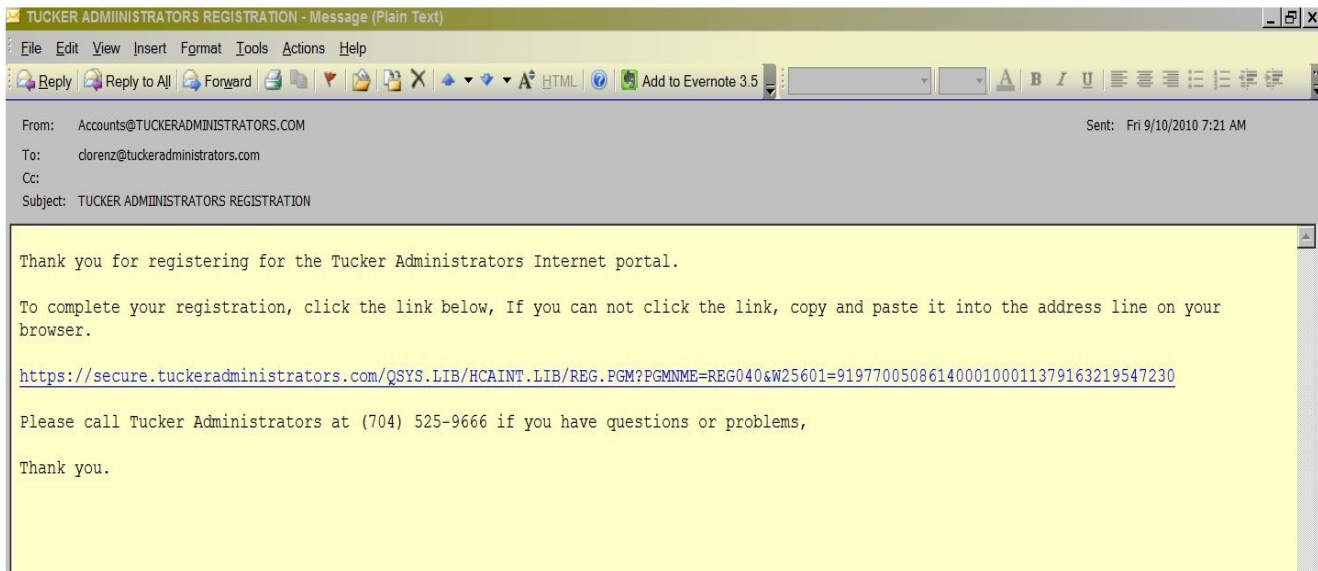 TUCKER ADMIINISTRATORS REGISTRATION - Message (Plain Text)
File Edit View Insert Format Tools Actions Help
Reply Reply to All Forward HTML Add to Evernote 3.5 A B I U
From: Accounts@TUCKERADMINISTRATORS.COM Sent: Fri 9/10/2010 7:21 AM
To: clorenz@tuckeradministrators.com
Cc:
Subject: TUCKER ADMIINISTRATORS REGISTRATION
Thank you for registering for the Tucker Administrators Internet portal.
To complete your registration, click the link below, If you can not click the link, copy and paste it into the address line on your
browser.
https://secure.tuckeradministrators.com/QSYS.LIB/HCAINT.LIB/REG.PGM?PGMNME=REG040&W25601=9197700508614000100011379163219547230
Please call Tucker Administrators at (704) 525-9666 if you have questions or problems,
Thank you.